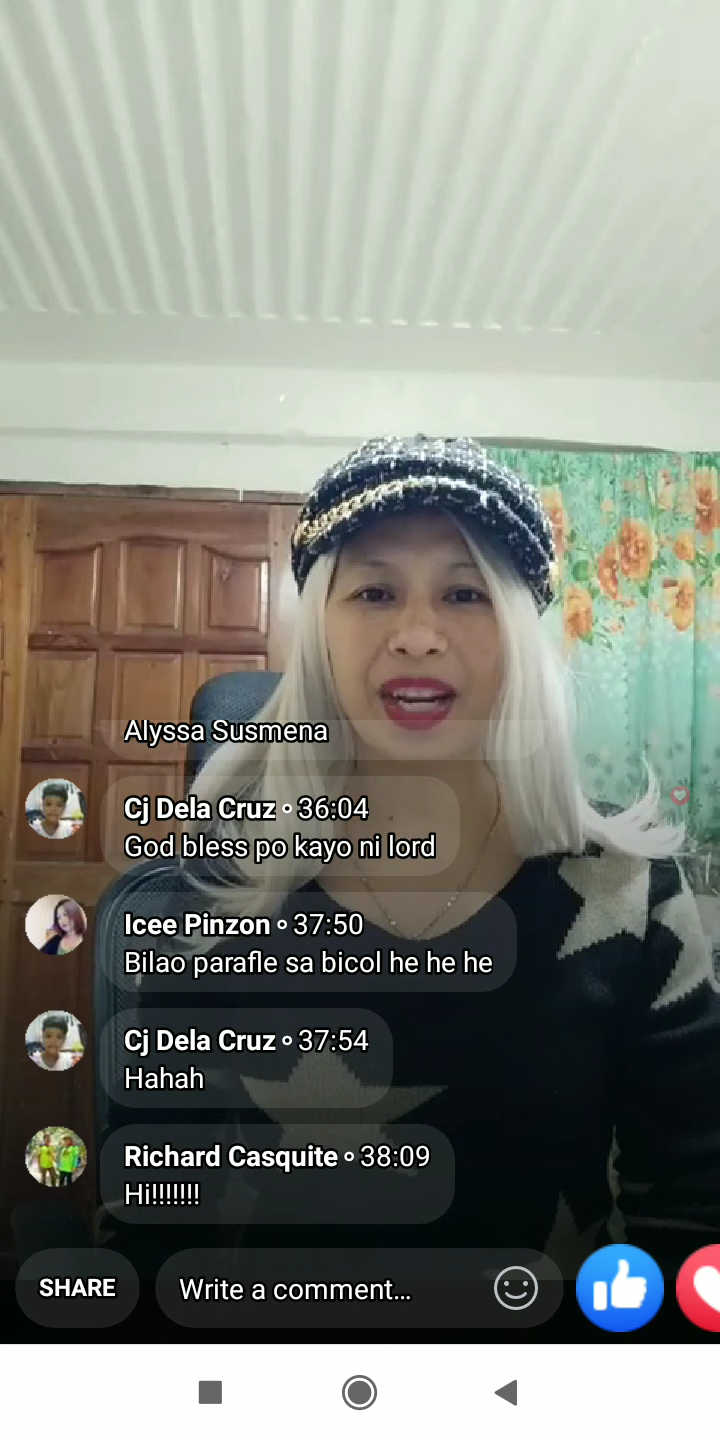 Alyssa Susmena
Cj Dela Cruz • 36:04
God bless po kayo ni lord
Icee Pinzon • 37:50
Bilao parafle sa bicol he he he
Cj Dela Cruz • 37:54
Hahah
Richard Casquite • 38:09
Hi!!!!!!!
SHARE
Write a comment...